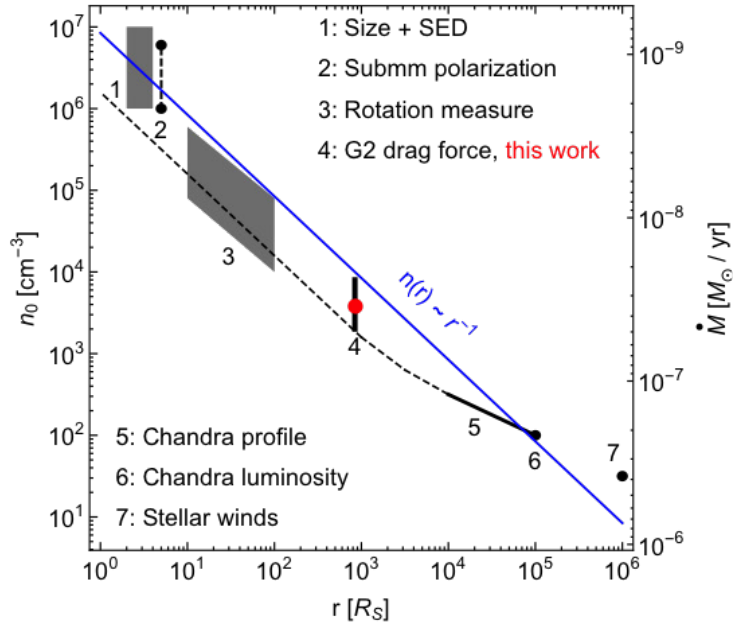 1: Size + SED
2: Submm polarization
3: Rotation measure
4: G2 drag force, this work
10⁷
10⁶
10⁵
10⁴
10³
10²
10¹
n₀ [cm⁻³]
10⁻⁹
10⁻⁸
10⁻⁷
10⁻⁶
Ṁ [M☉ / yr]
1
2
3
4
5
6
7
n(r) ~ r⁻¹
5: Chandra profile
6: Chandra luminosity
7: Stellar winds
10⁰ 10¹ 10² 10³ 10⁴ 10⁵ 10⁶
r [R_S]